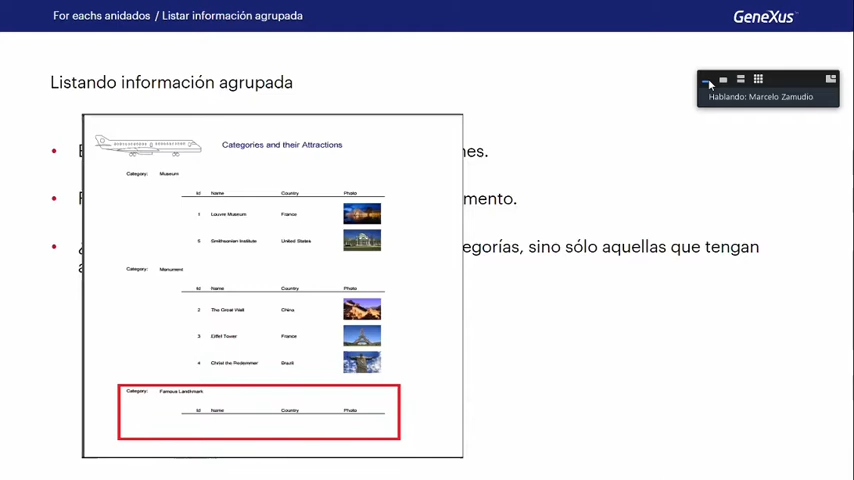 For eachs anidados / Listar información agrupada
GeneXus™
Listando información agrupada
Hablando: Marcelo Zamudio
Categories and their Attractions
nes.
Category: Museum
Id Name Country Photo
mento.
1 Louvre Museum France
5 Smithsonian Institute United States
egorías, sino sólo aquellas que tengan
Category: Monument
Id Name Country Photo
2 The Great Wall China
3 Eiffel Tower France
4 Christ the Redemmer Brazil
Category: Famous Landmark
Id Name Country Photo